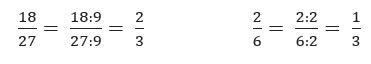 18/27 = 18:9/27:9 = 2/3
2/6 = 2:2/6:2 = 1/3